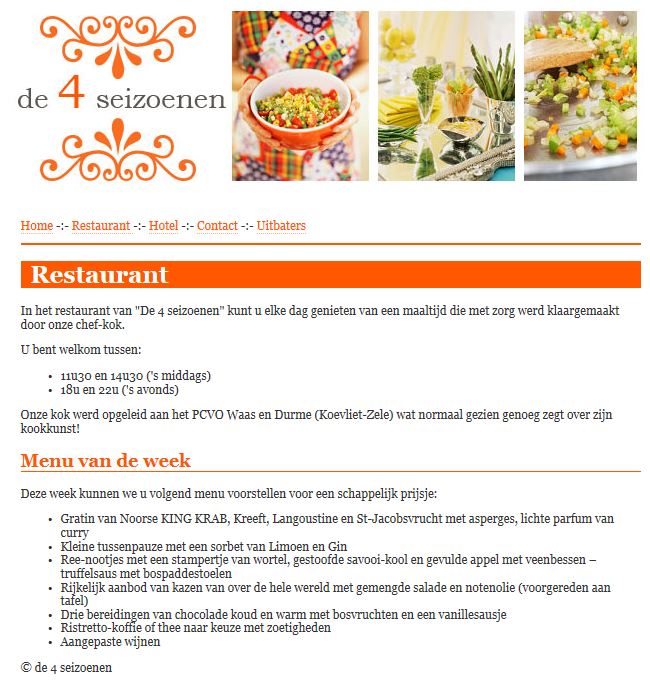 de 4 seizoenen
Home -:- Restaurant -:- Hotel -:- Contact -:- Uitbaters
Restaurant
In het restaurant van "De 4 seizoenen" kunt u elke dag genieten van een maaltijd die met zorg werd klaargemaakt
door onze chef-kok.
U bent welkom tussen:
• 11u30 en 14u30 ('s middags)
• 18u en 22u ('s avonds)
Onze kok werd opgeleid aan het PCVO Waas en Durme (Koevliet-Zele) wat normaal gezien genoeg zegt over zijn
kookkunst!
Menu van de week
Deze week kunnen we u volgend menu voorstellen voor een schappelijk prijsje:
• Gratin van Noorse KING KRAB, Kreeft, Langoustine en St-Jacobsvrucht met asperges, lichte parfum van
curry
• Kleine tussenpauze met een sorbet van Limoen en Gin
• Ree-nootjes met een stampertje van wortel, gestoofde savooi-kool en gevulde appel met veenbessen –
truffelsaus met bospaddestoelen
• Rijkelijk aanbod van kazen van over de hele wereld met gemengde salade en notenolie (voorgereden aan
tafel)
• Drie bereidingen van chocolade koud en warm met bosvruchten en een vanillesausje
• Ristretto-koffie of thee naar keuze met zoetigheden
• Aangepaste wijnen
© de 4 seizoenen